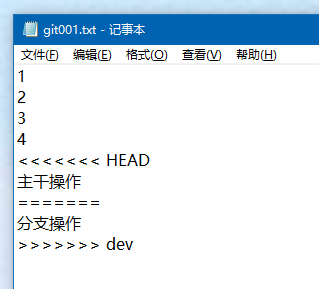 git001.txt - 记事本
文件(F) 编辑(E) 格式(O) 查看(V) 帮助(H)
1
2
3
4
<<<<<<< HEAD
主干操作
=======
分支操作
>>>>>>> dev